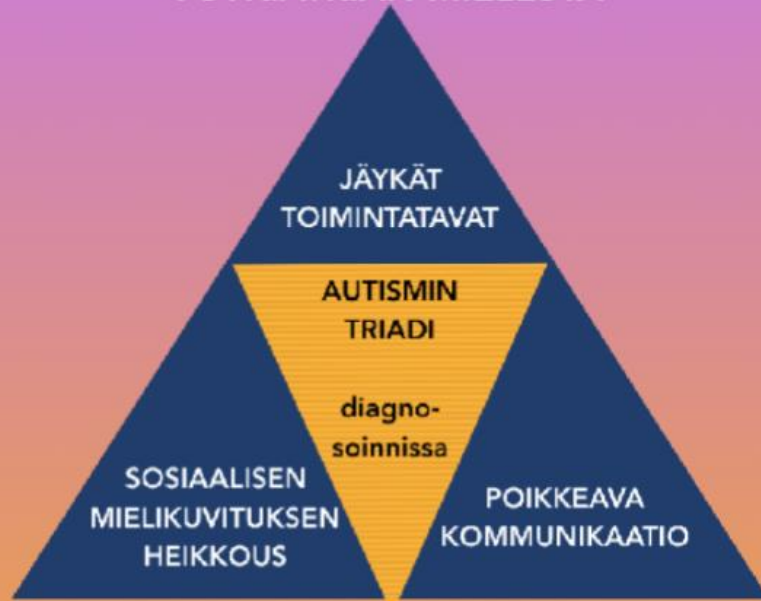 JÄYKÄT
TOIMINTATAVAT
AUTISMIN
TRIADI
diagno-
soinnissa
SOSIAALISEN
MIELIKUVITUKSEN
HEIKKOUS
POIKKEAVA
KOMMUNIKAATIO